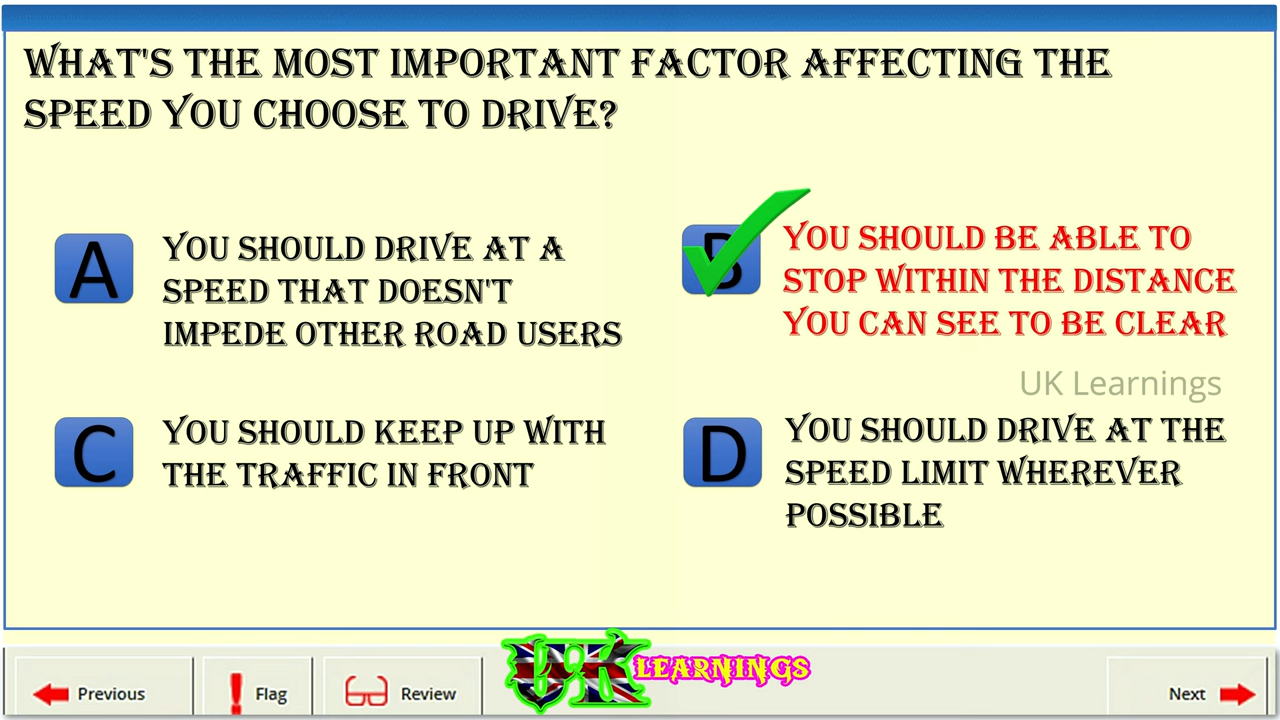 WHAT'S THE MOST IMPORTANT FACTOR AFFECTING THE
SPEED YOU CHOOSE TO DRIVE?
A
YOU SHOULD DRIVE AT A
SPEED THAT DOESN'T
IMPEDE OTHER ROAD USERS
B
YOU SHOULD BE ABLE TO
STOP WITHIN THE DISTANCE
YOU CAN SEE TO BE CLEAR
UK Learnings
C
YOU SHOULD KEEP UP WITH
THE TRAFFIC IN FRONT
D
YOU SHOULD DRIVE AT THE
SPEED LIMIT WHEREVER
POSSIBLE
Previous
Flag
Review
UK LEARNINGS
Next